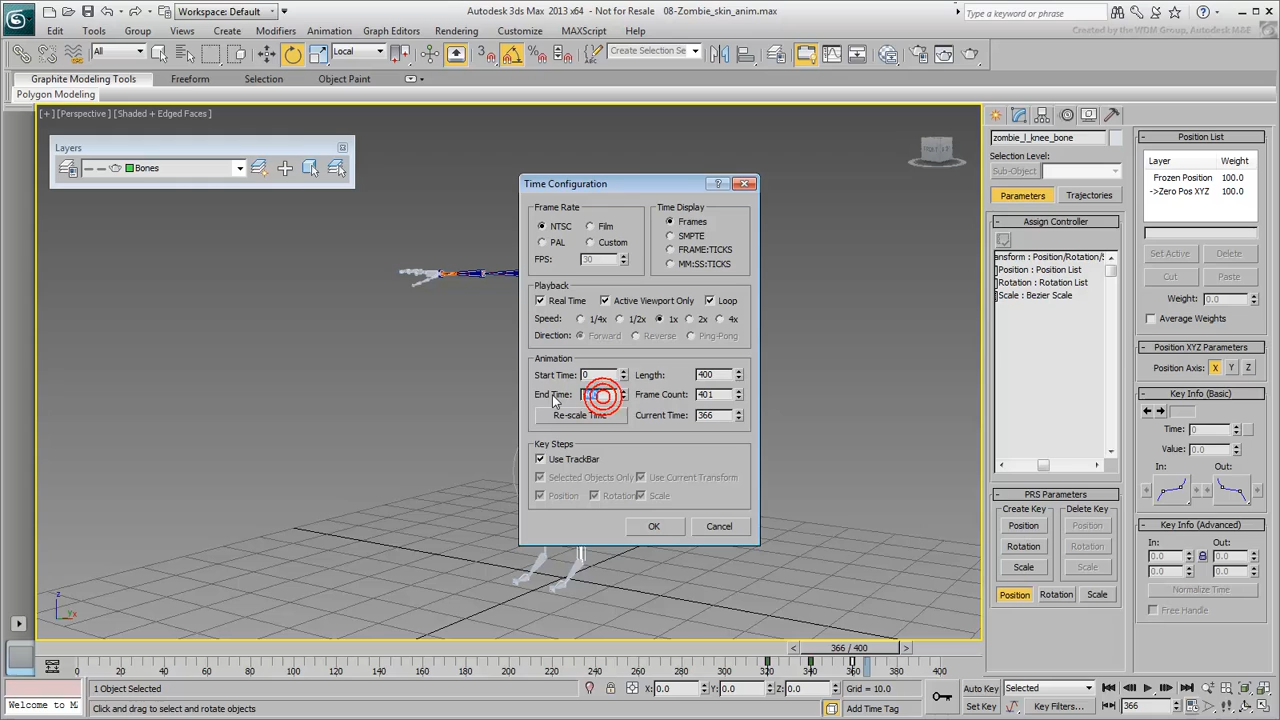 Workspace: Default
Autodesk 3ds Max 2013 x64 - Not for Resale 08-Zombie_skin_anim.max
Type a keyword or phrase
Edit Tools Group Views Create Modifiers Animation Graph Editors Rendering Customize MAXScript Help
Created by the WDM Group, Autodesk M&E
All
Local
Create Selection Se
Graphite Modeling Tools Freeform Selection Object Paint
Polygon Modeling
[+] [Perspective] [Shaded + Edged Faces]
Layers
Bones
Time Configuration
Frame Rate
NTSC Film
PAL Custom
FPS: 30
Time Display
Frames
SMPTE
FRAME:TICKS
MM:SS:TICKS
Playback
Real Time Active Viewport Only Loop
Speed: 1/4x 1/2x 1x 2x 4x
Direction: Forward Reverse Ping-Pong
Animation
Start Time: 0 Length: 400
End Time: Frame Count: 401
Re-scale Time Current Time: 366
Key Steps
Use TrackBar
Selected Objects Only Use Current Transform
Position Rotation Scale
OK Cancel
zombie_l_knee_bone
Selection Level:
Sub-Object
Parameters Trajectories
Assign Controller
ansform : Position/Rotation/S
Position : Position List
Rotation : Rotation List
Scale : Bezier Scale
PRS Parameters
Create Key Delete Key
Position Position
Rotation Rotation
Scale Scale
Position Rotation Scale
Position List
Layer Weight
Frozen Position 100.0
->Zero Pos XYZ 100.0
Set Active Delete
Cut Paste
Weight: 0.0
Average Weights
Position XYZ Parameters
Position Axis: X Y Z
Key Info (Basic)
Time: 0
Value: 0.0
In: Out:
Key Info (Advanced)
In: Out:
0.0 0.0
0.0 0.0
Normalize Time
Free Handle
366 / 400
0 20 40 60 80 100 120 140 160 180 200 220 240 260 280 300 320 340 360 380 400
1 Object Selected
X: 0.0 Y: 0.0 Z: 0.0 Grid = 10.0
Auto Key Selected
Welcome to M
Click and drag to select and rotate objects
Add Time Tag
Set Key Key Filters... 366